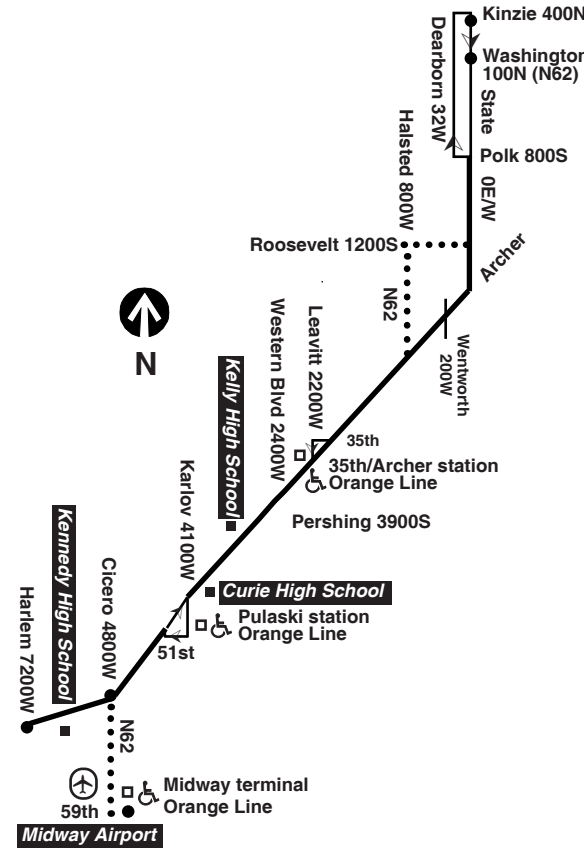 Kinzie 400N
Washington
100N (N62)
Dearborn 32W
State
Polk 800S
0E/W
Halsted 800W
Roosevelt 1200S
Archer
N62
Wentworth
200W
N
Leavitt 2200W
Western Blvd 2400W
Kelly High School
35th
35th/Archer station
Orange Line
Pershing 3900S
Karlov 4100W
Curie High School
Pulaski station
Orange Line
51st
Kennedy High School
Cicero 4800W
Harlem 7200W
N62
Midway terminal
Orange Line
59th
Midway Airport